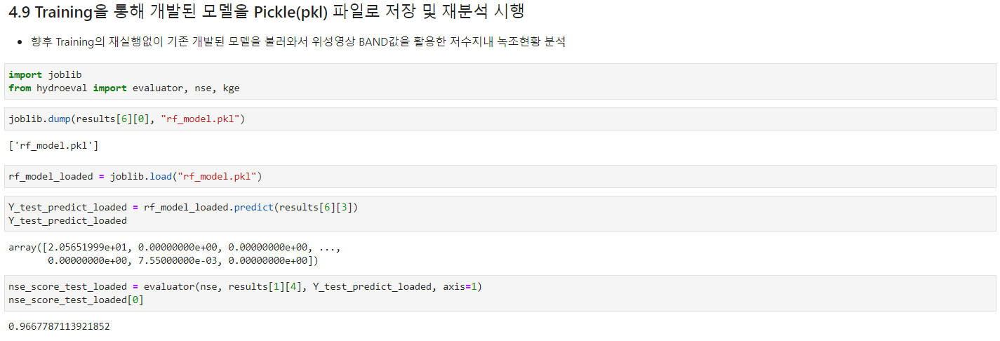 4.9 Training을 통해 개발된 모델을 Pickle(pkl) 파일로 저장 및 재분석 시행
• 향후 Training의 재실행없이 기존 개발된 모델을 불러와서 위성영상 BAND값을 활용한 저수지내 녹조현황 분석
import joblib
from hydroeval import evaluator, nse, kge
joblib.dump(results[6][0], "rf_model.pkl")
['rf_model.pkl']
rf_model_loaded = joblib.load("rf_model.pkl")
Y_test_predict_loaded = rf_model_loaded.predict(results[6][3])
Y_test_predict_loaded
array([2.05651999e+01, 0.00000000e+00, 0.00000000e+00, ...,
       0.00000000e+00, 7.55000000e-03, 0.00000000e+00])
nse_score_test_loaded = evaluator(nse, results[1][4], Y_test_predict_loaded, axis=1)
nse_score_test_loaded[0]
0.9667787113921852